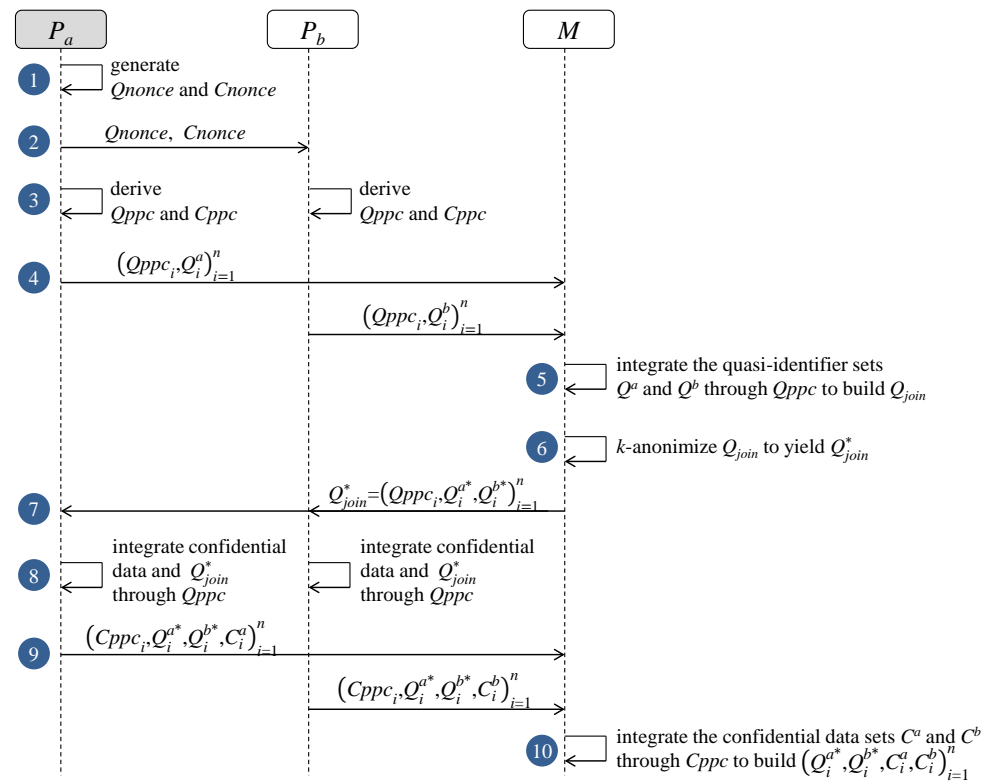 P_a P_b M
1 generate
Qnonce and Cnonce
2 Qnonce, Cnonce
3 derive derive
Qppc and Cppc Qppc and Cppc
4 (Qppc_i,Q_i^a)_{i=1}^n
(Qppc_i,Q_i^b)_{i=1}^n
5 integrate the quasi-identifier sets
Q^a and Q^b through Qppc to build Q_join
6 k-anonimize Q_join to yield Q^*_join
7 Q^*_join=(Qppc_i,Q_i^{a*},Q_i^{b*})_{i=1}^n
8 integrate confidential integrate confidential
data and Q^*_join data and Q^*_join
through Qppc through Qppc
9 (Cppc_i,Q_i^{a*},Q_i^{b*},C_i^a)_{i=1}^n
(Cppc_i,Q_i^{a*},Q_i^{b*},C_i^b)_{i=1}^n
10 integrate the confidential data sets C^a and C^b
through Cppc to build (Q_i^{a*},Q_i^{b*},C_i^a,C_i^b)_{i=1}^n